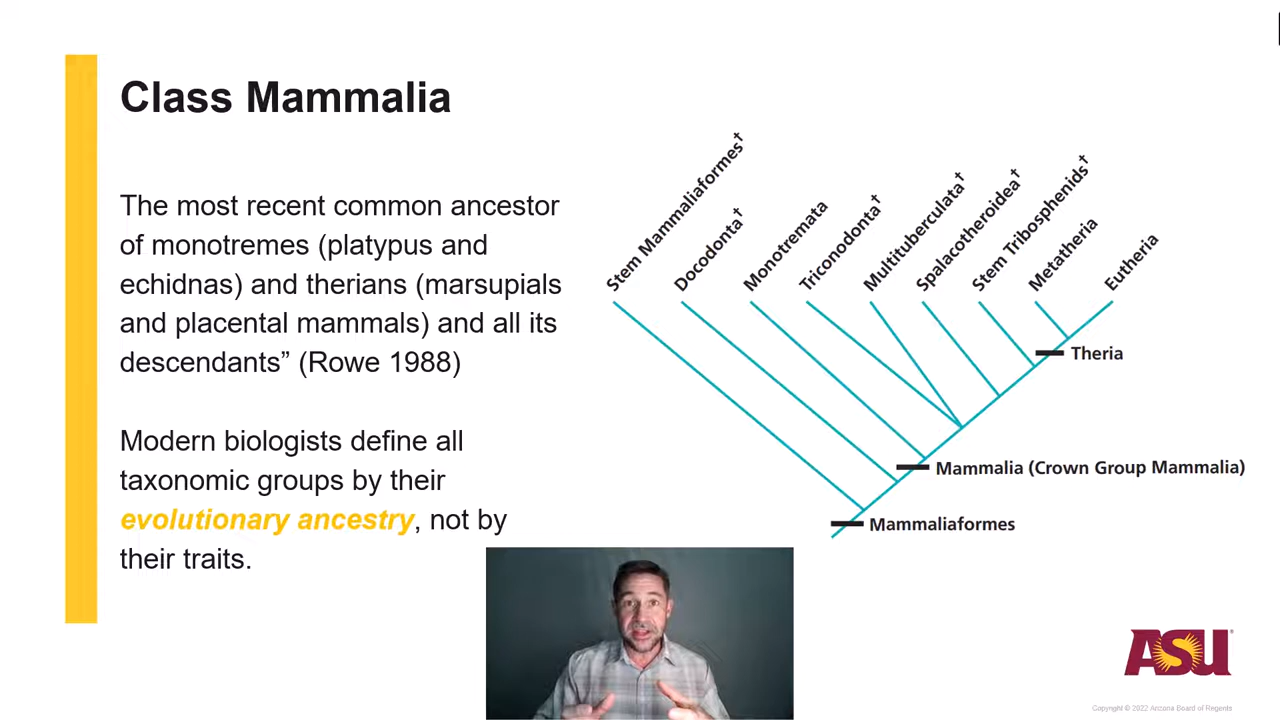 Class Mammalia
The most recent common ancestor
of monotremes (platypus and
echidnas) and therians (marsupials
and placental mammals) and all its
descendants” (Rowe 1988)
Modern biologists define all
taxonomic groups by their
evolutionary ancestry, not by
their traits.
Stem Mammaliaformes†
Docodonta†
Monotremata
Triconodonta†
Multituberculata†
Spalacotheroidea†
Stem Tribosphenids†
Metatheria
Eutheria
Theria
Mammalia (Crown Group Mammalia)
Mammaliaformes
ASU®
Copyright © 2022 Arizona Board of Regents